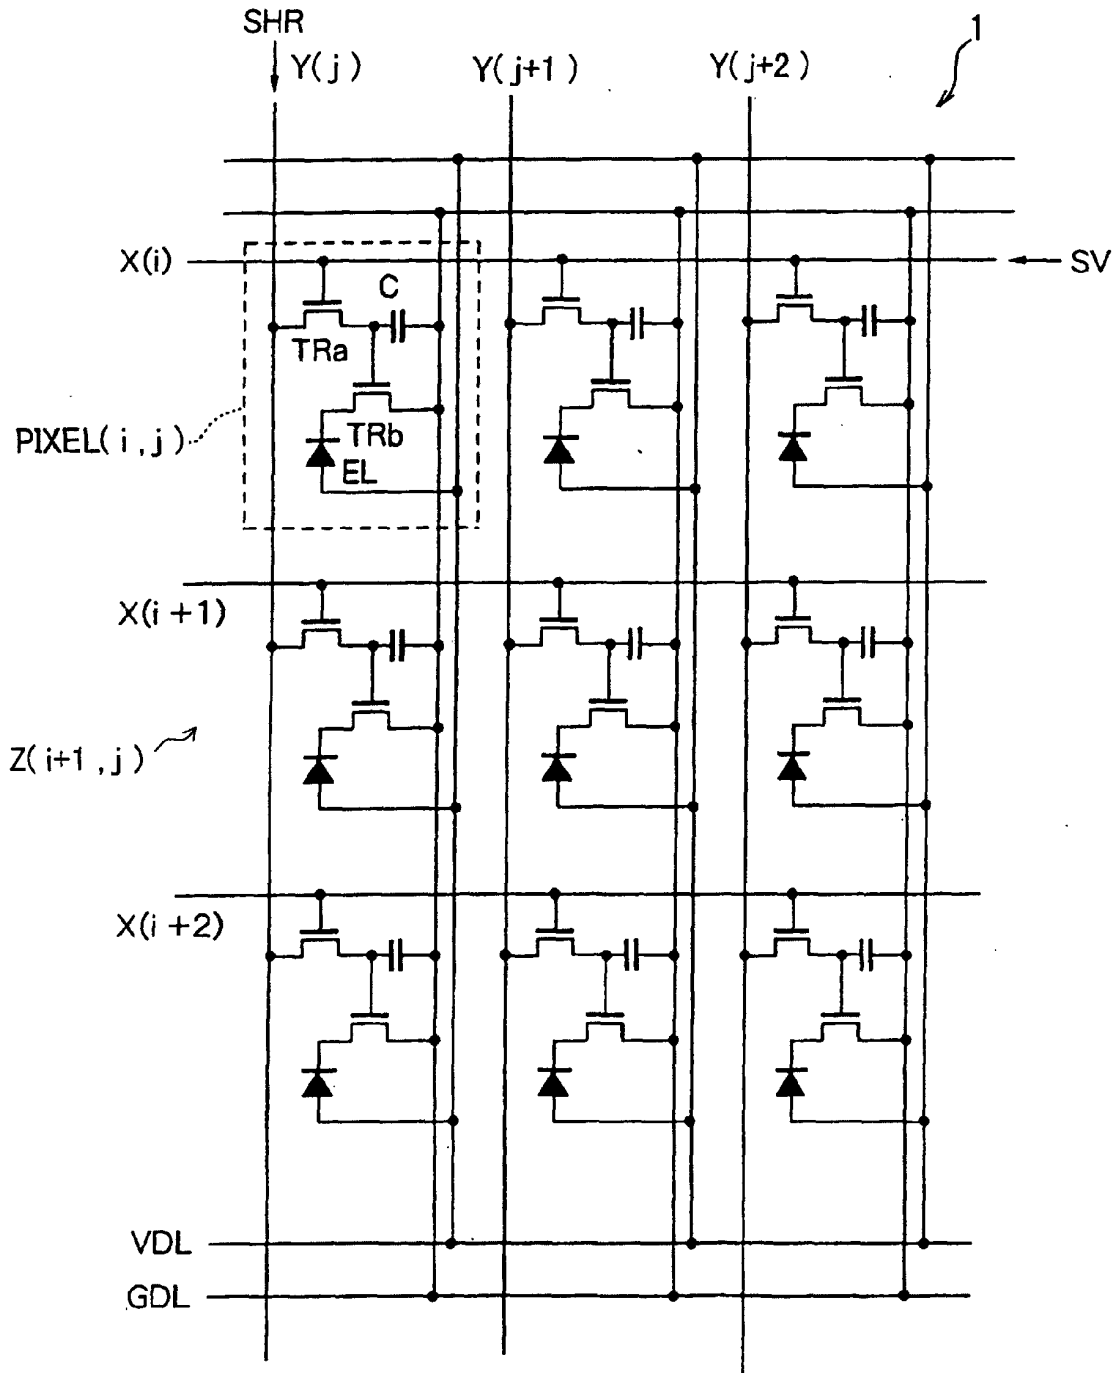 SHR
1
Y(j)
Y(j+1)
Y(j+2)
X(i)
SV
C
TRa
PIXEL(i,j)
TRb
EL
X(i+1)
Z(i+1,j)
X(i+2)
VDL
GDL